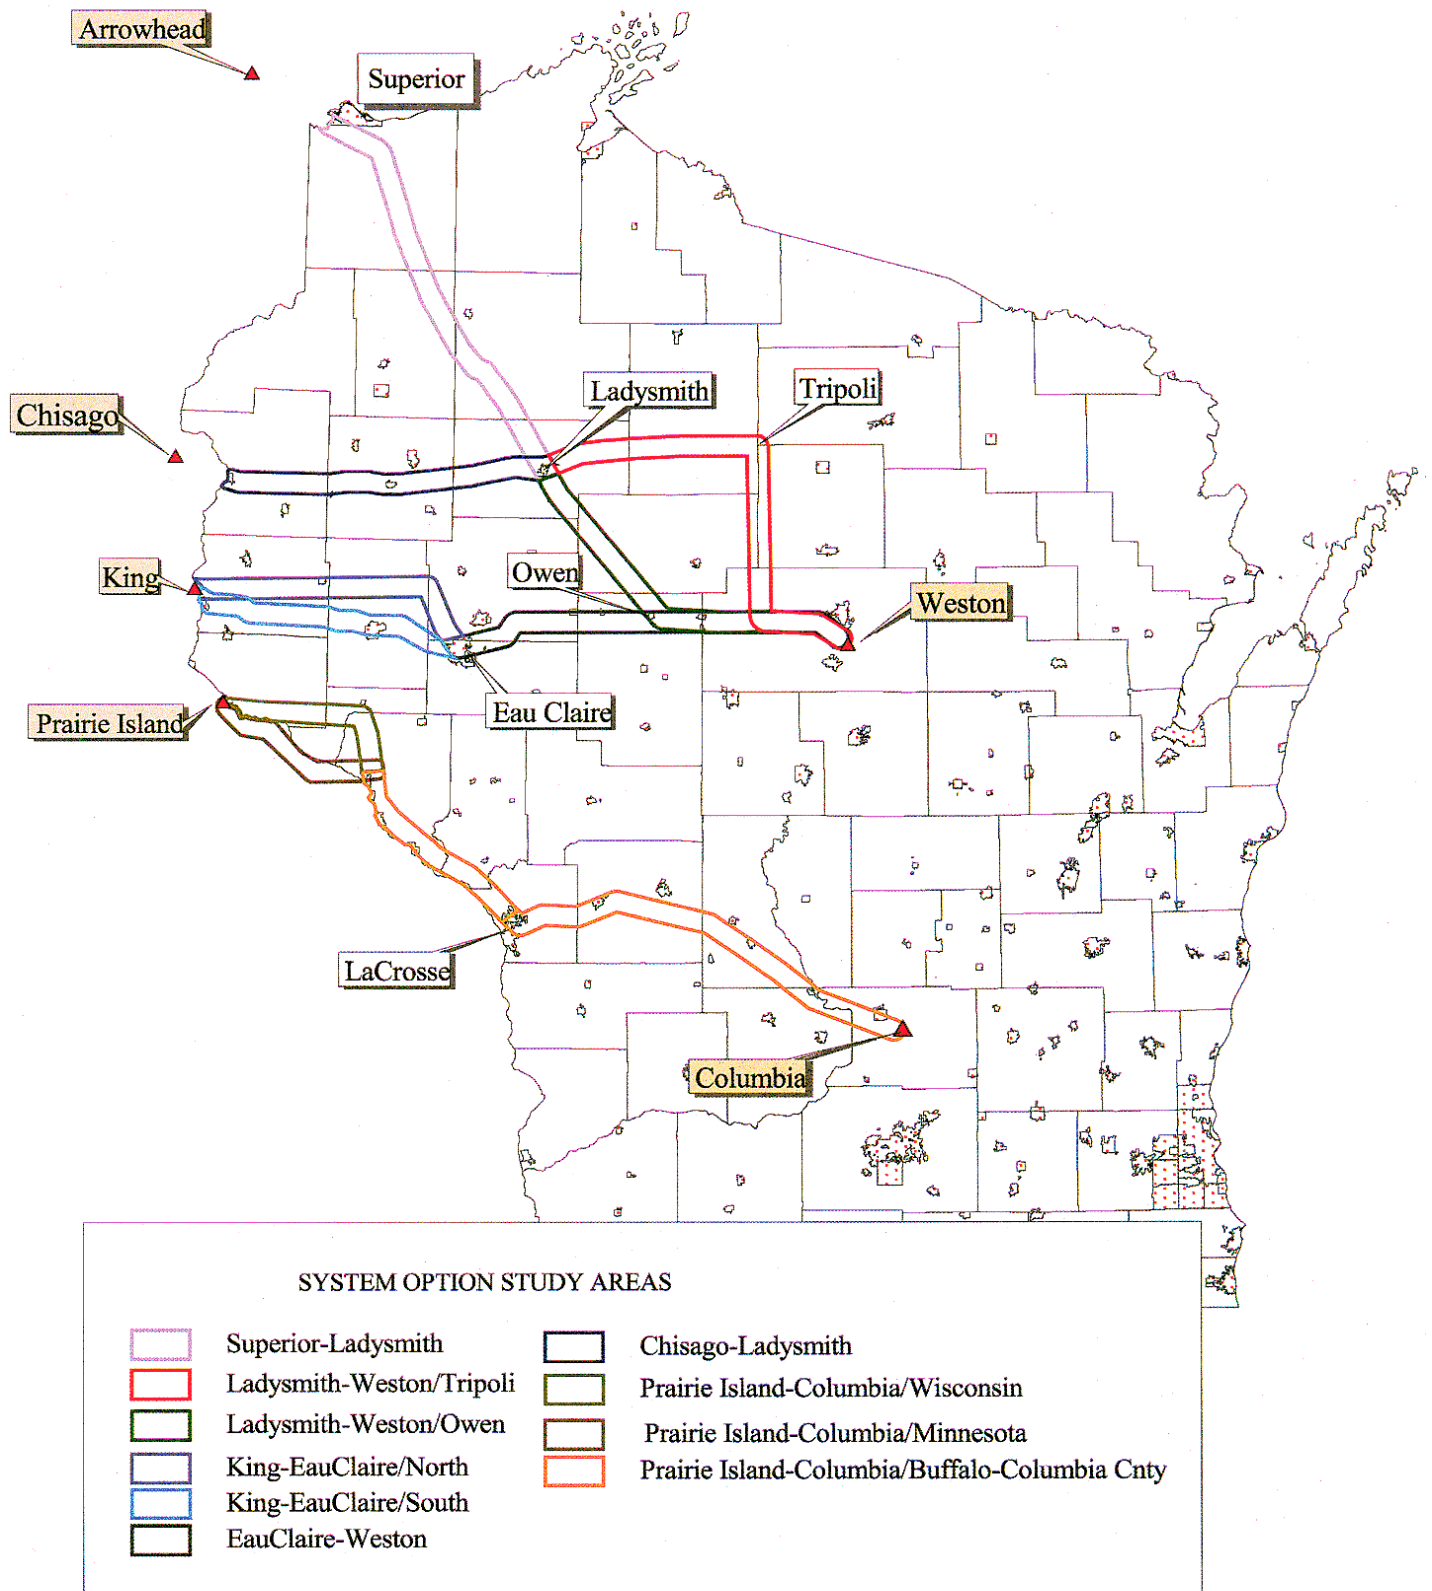 Arrowhead
Superior
Ladysmith
Tripoli
Chisago
King
Owen
Weston
Prairie Island
Eau Claire
LaCrosse
Columbia
SYSTEM OPTION STUDY AREAS
Superior-Ladysmith
Ladysmith-Weston/Tripoli
Ladysmith-Weston/Owen
King-EauClaire/North
King-EauClaire/South
EauClaire-Weston
Chisago-Ladysmith
Prairie Island-Columbia/Wisconsin
Prairie Island-Columbia/Minnesota
Prairie Island-Columbia/Buffalo-Columbia Cnty